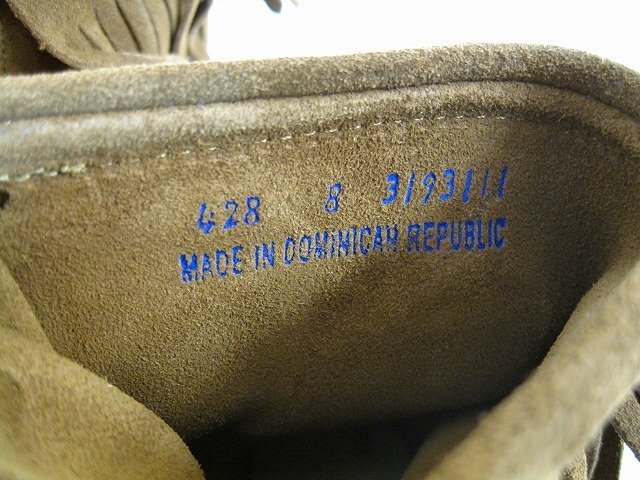 428 8 3193111
MADE IN DOMINICAN REPUBLIC